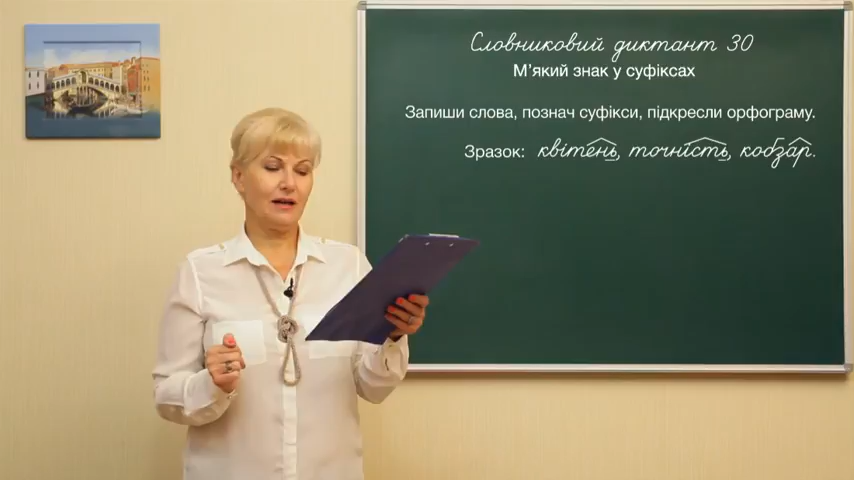 Словниковий диктант 30
М'який знак у суфіксах
Запиши слова, познач суфікси, підкресли орфограму.
Зразок: квітень, точність, кобзар.